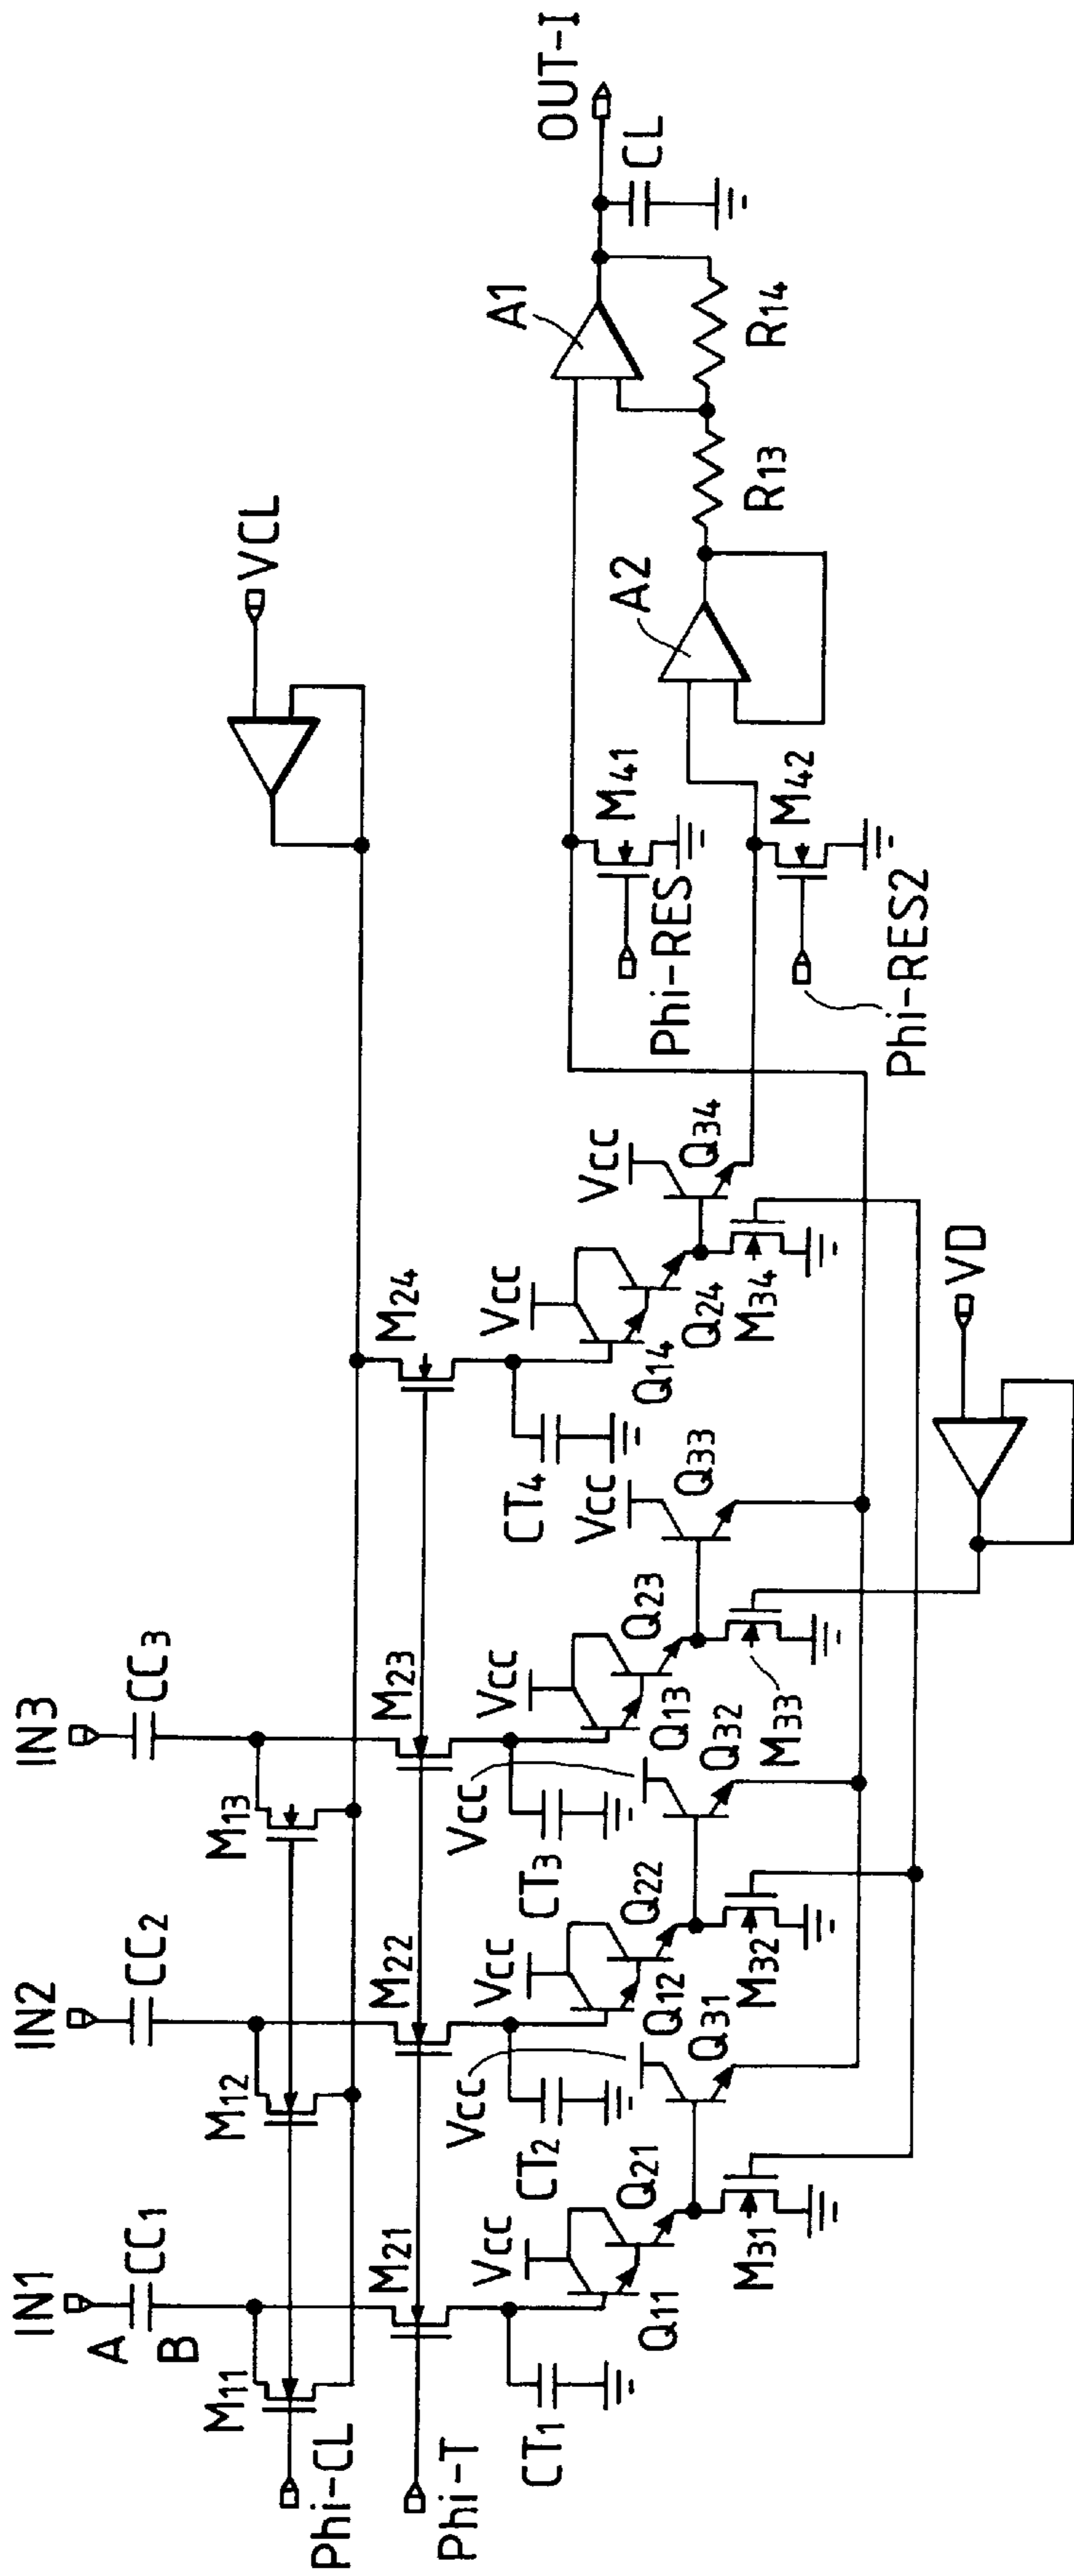 IN1
IN2
IN3
A
B
CC1
CC2
CC3
M11
M12
M13
Phi-CL
VCL
M21
M22
M23
M24
Phi-T
CT1
CT2
CT3
CT4
VCC
VCC
VCC
VCC
Q11
Q21
Q12
Q22
Q13
Q23
Q14
Q24
VCC
VCC
VCC
VCC
Q31
Q32
Q33
Q34
M31
M32
M33
M34
VD
M41
Phi-RES
M42
Phi-RES2
A1
A2
R13
R14
CL
OUT-I